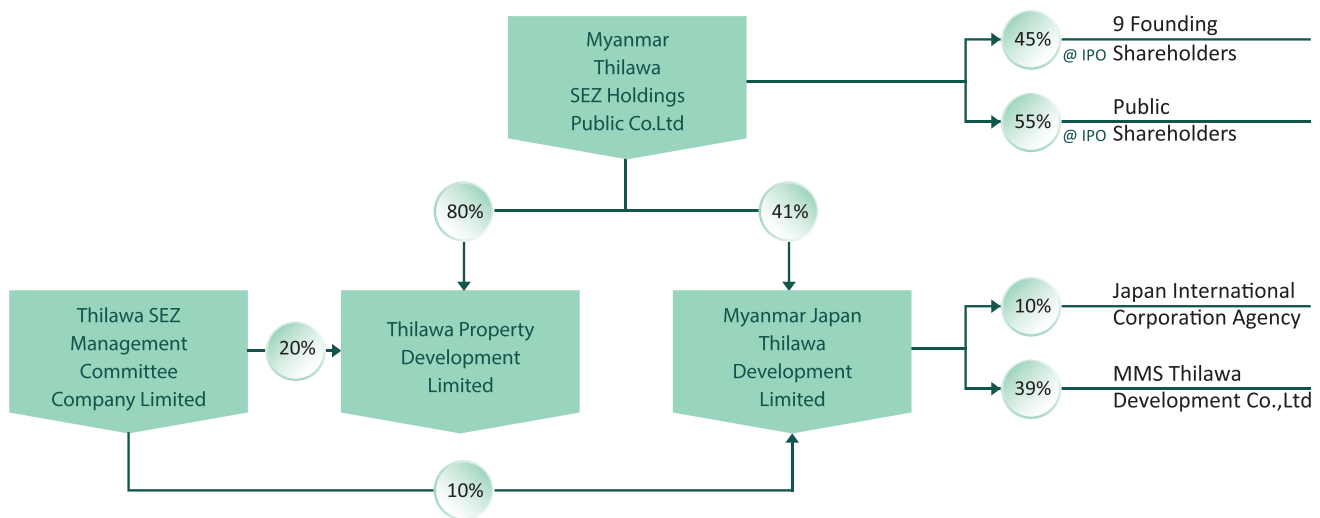 Myanmar
Thilawa
SEZ Holdings
Public Co.Ltd
45%
@ IPO
9 Founding
Shareholders
55%
@ IPO
Public
Shareholders
80%
41%
Thilawa SEZ
Management
Committee
Company Limited
20%
Thilawa Property
Development
Limited
Myanmar Japan
Thilawa
Development
Limited
10%
Japan International
Corporation Agency
39%
MMS Thilawa
Development Co.,Ltd
10%